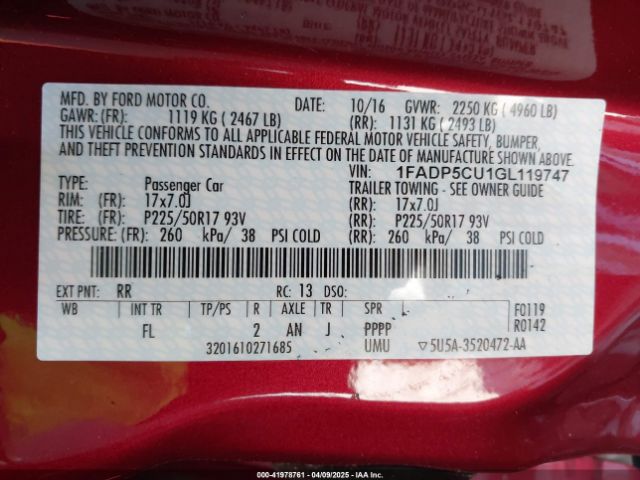 MFD. BY FORD MOTOR CO. DATE: 10/16 GVWR: 2250 KG ( 4960 LB)
GAWR: (FR): 1119 KG ( 2467 LB) (RR): 1131 KG ( 2493 LB)
THIS VEHICLE CONFORMS TO ALL APPLICABLE FEDERAL MOTOR VEHICLE SAFETY, BUMPER,
AND THEFT PREVENTION STANDARDS IN EFFECT ON THE DATE OF MANUFACTURE SHOWN ABOVE.
VIN: 1FADP5CU1GL119747
TYPE: Passenger Car TRAILER TOWING - SEE OWNER GUIDE
RIM: (FR): 17x7.0J (RR): 17x7.0J
TIRE: (FR): P225/50R17 93V (RR): P225/50R17 93V
PRESSURE: (FR): 260 kPa/ 38 PSI COLD (RR): 260 kPa/ 38 PSI COLD
EXT PNT: RR RC: 13 DSO:
WB INT TR TP/PS R AXLE TR SPR F0119
FL 2 AN J PPPP R0142
3201610271685 UMU ▽5U5A-3520472-AA
000-41978761 - 04/09/2025 - IAAI.COM